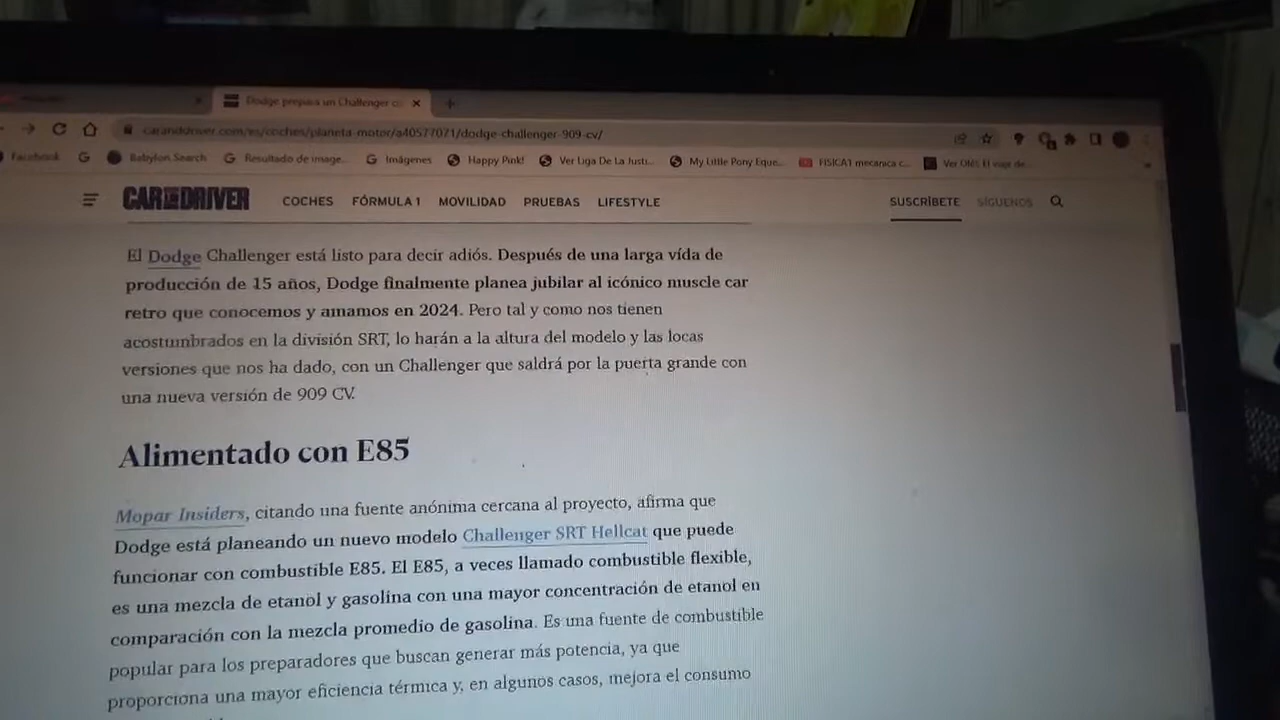 Dodge prepara un Challenger co
caranddriver.com/es/coches/planeta-motor/a40577071/dodge-challenger-909-cv/
Facebook
Babylon Search
Resultado de image...
Imágenes
Happy Pink!
Ver Liga De La Justi...
My Little Pony Eque...
FISICA1 mecanica c...
CAR AND DRIVER
COCHES FÓRMULA 1 MOVILIDAD PRUEBAS LIFESTYLE SUSCRÍBETE SÍGUENOS
El Dodge Challenger está listo para decir adiós. Después de una larga vída de
producción de 15 años, Dodge finalmente planea jubilar al icónico muscle car
retro que conocemos y amamos en 2024. Pero tal y como nos tienen
acostumbrados en la división SRT, lo harán a la altura del modelo y las locas
versiones que nos ha dado, con un Challenger que saldrá por la puerta grande con
una nueva versión de 909 CV.
Alimentado con E85
Mopar Insiders, citando una fuente anónima cercana al proyecto, afirma que
Dodge está planeando un nuevo modelo Challenger SRT Hellcat que puede
funcionar con combustible E85. El E85, a veces llamado combustible flexible,
es una mezcla de etanol y gasolina con una mayor concentración de etanol en
comparación con la mezcla promedio de gasolina. Es una fuente de combustible
popular para los preparadores que buscan generar más potencia, ya que
proporciona una mayor eficiencia térmica y, en algunos casos, mejora el consumo